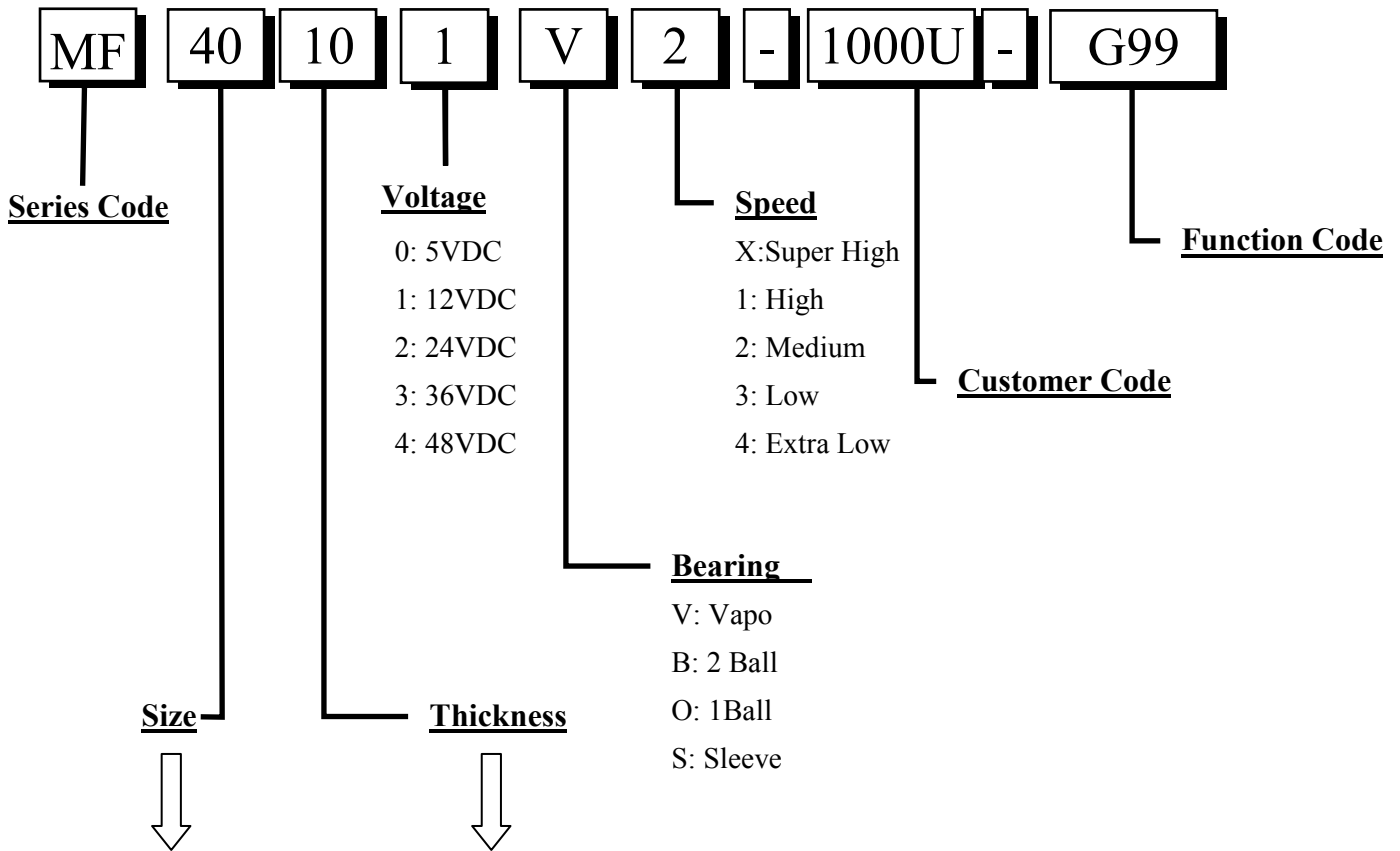 MF 40 10 1 V 2 - 1000U - G99
Series Code
Voltage
0: 5VDC
1: 12VDC
2: 24VDC
3: 36VDC
4: 48VDC
Speed
X:Super High
1: High
2: Medium
3: Low
4: Extra Low
Function Code
Customer Code
Bearing
V: Vapo
B: 2 Ball
O: 1Ball
S: Sleeve
Size
Thickness